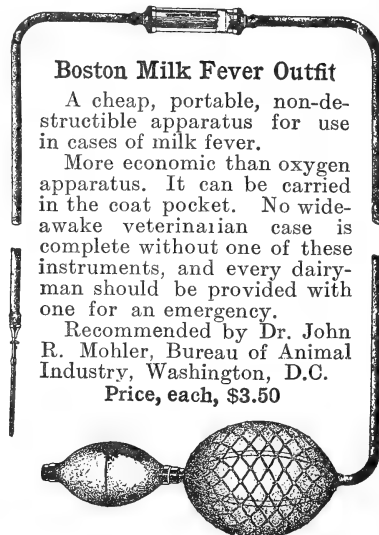 Boston Milk Fever Outfit
A cheap, portable, non-de-
structible apparatus for use
in cases of milk fever.
More economic than oxygen
apparatus. It can be carried
in the coat pocket. No wide-
awake veterinarian case is
complete without one of these
instruments, and every dairy-
man should be provided with
one for an emergency.
Recommended by Dr. John
R. Mohler, Bureau of Animal
Industry, Washington, D.C.
Price, each, $3.50